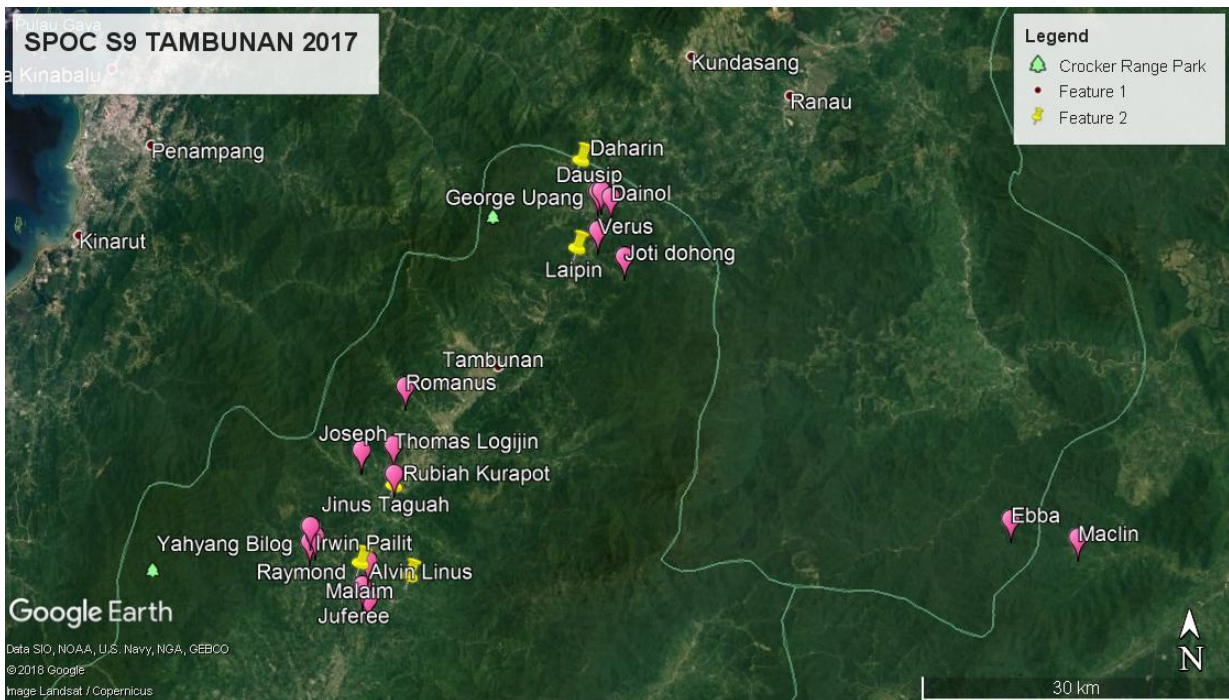 Pulau Gaya
SPOC S9 TAMBUNAN 2017
a Kinabalu
Legend
Crocker Range Park
Feature 1
Feature 2
Kundasang
Ranau
Penampang
Daharin
Dausip
George Upang
Dainol
Kinarut
Verus
Joti dohong
Laipin
Tambunan
Romanus
Joseph
Thomas Logijin
Rubiah Kurapot
Jinus Taguah
Ebba
Maclin
Yahyang Bilog
Irwin Pailit
Raymond
Alvin Linus
Malaim
Juferee
Google Earth
Data SIO, NOAA, U.S. Navy, NGA, GEBCO
©2018 Google
Image Landsat / Copernicus
N
30 km